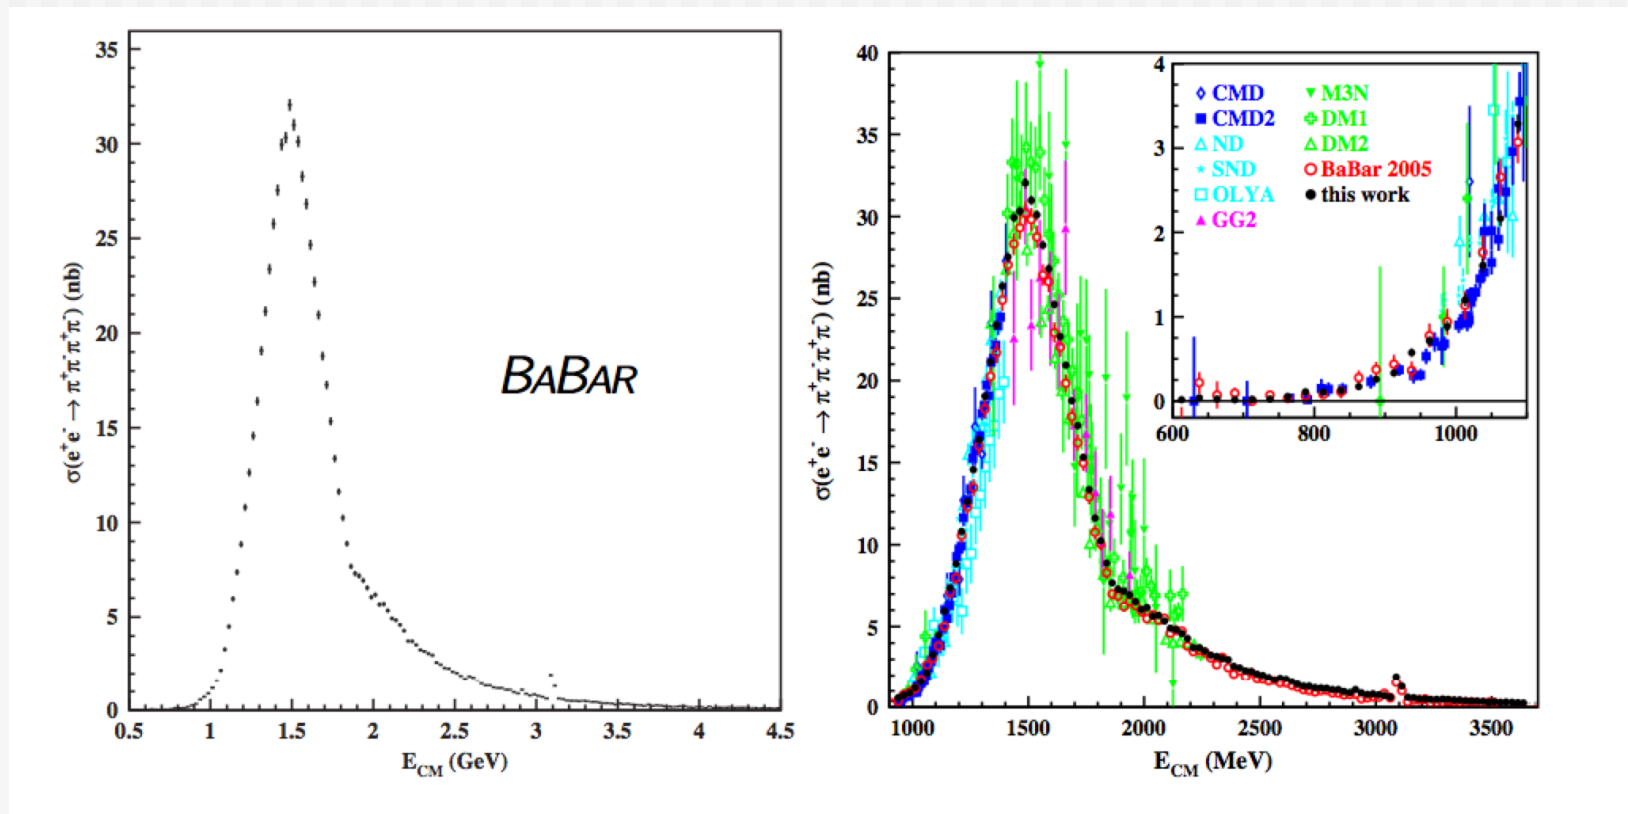 35
30
25
20
15
10
5
0
σ(e⁺e⁻ → π⁺π⁻π⁺π⁻) (nb)
BABAR
0.5 1 1.5 2 2.5 3 3.5 4 4.5
E_CM (GeV)
40
35
30
25
20
15
10
5
0
σ(e⁺e⁻ → π⁺π⁻π⁺π⁻) (nb)
1000 1500 2000 2500 3000 3500
E_CM (MeV)
4
3
2
1
0
600 800 1000
CMD
CMD2
ND
SND
OLYA
GG2
M3N
DM1
DM2
BaBar 2005
this work